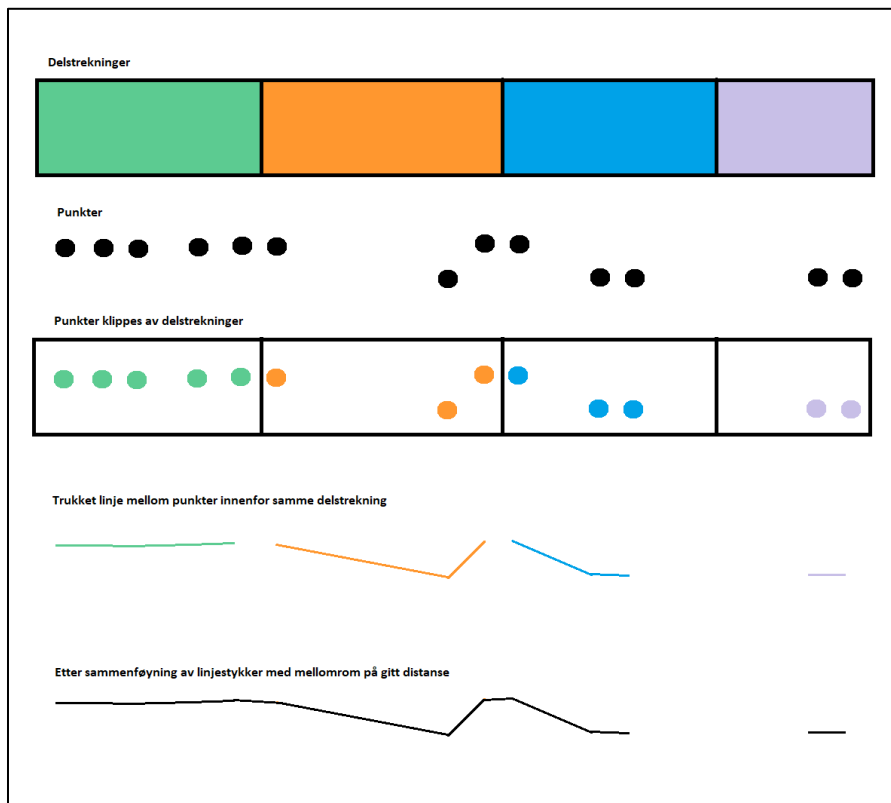 Delstrekninger
Punkter
Punkter klippes av delstrekninger
Trukket linje mellom punkter innenfor samme delstrekning
Etter sammenføyning av linjestykker med mellomrom på gitt distanse